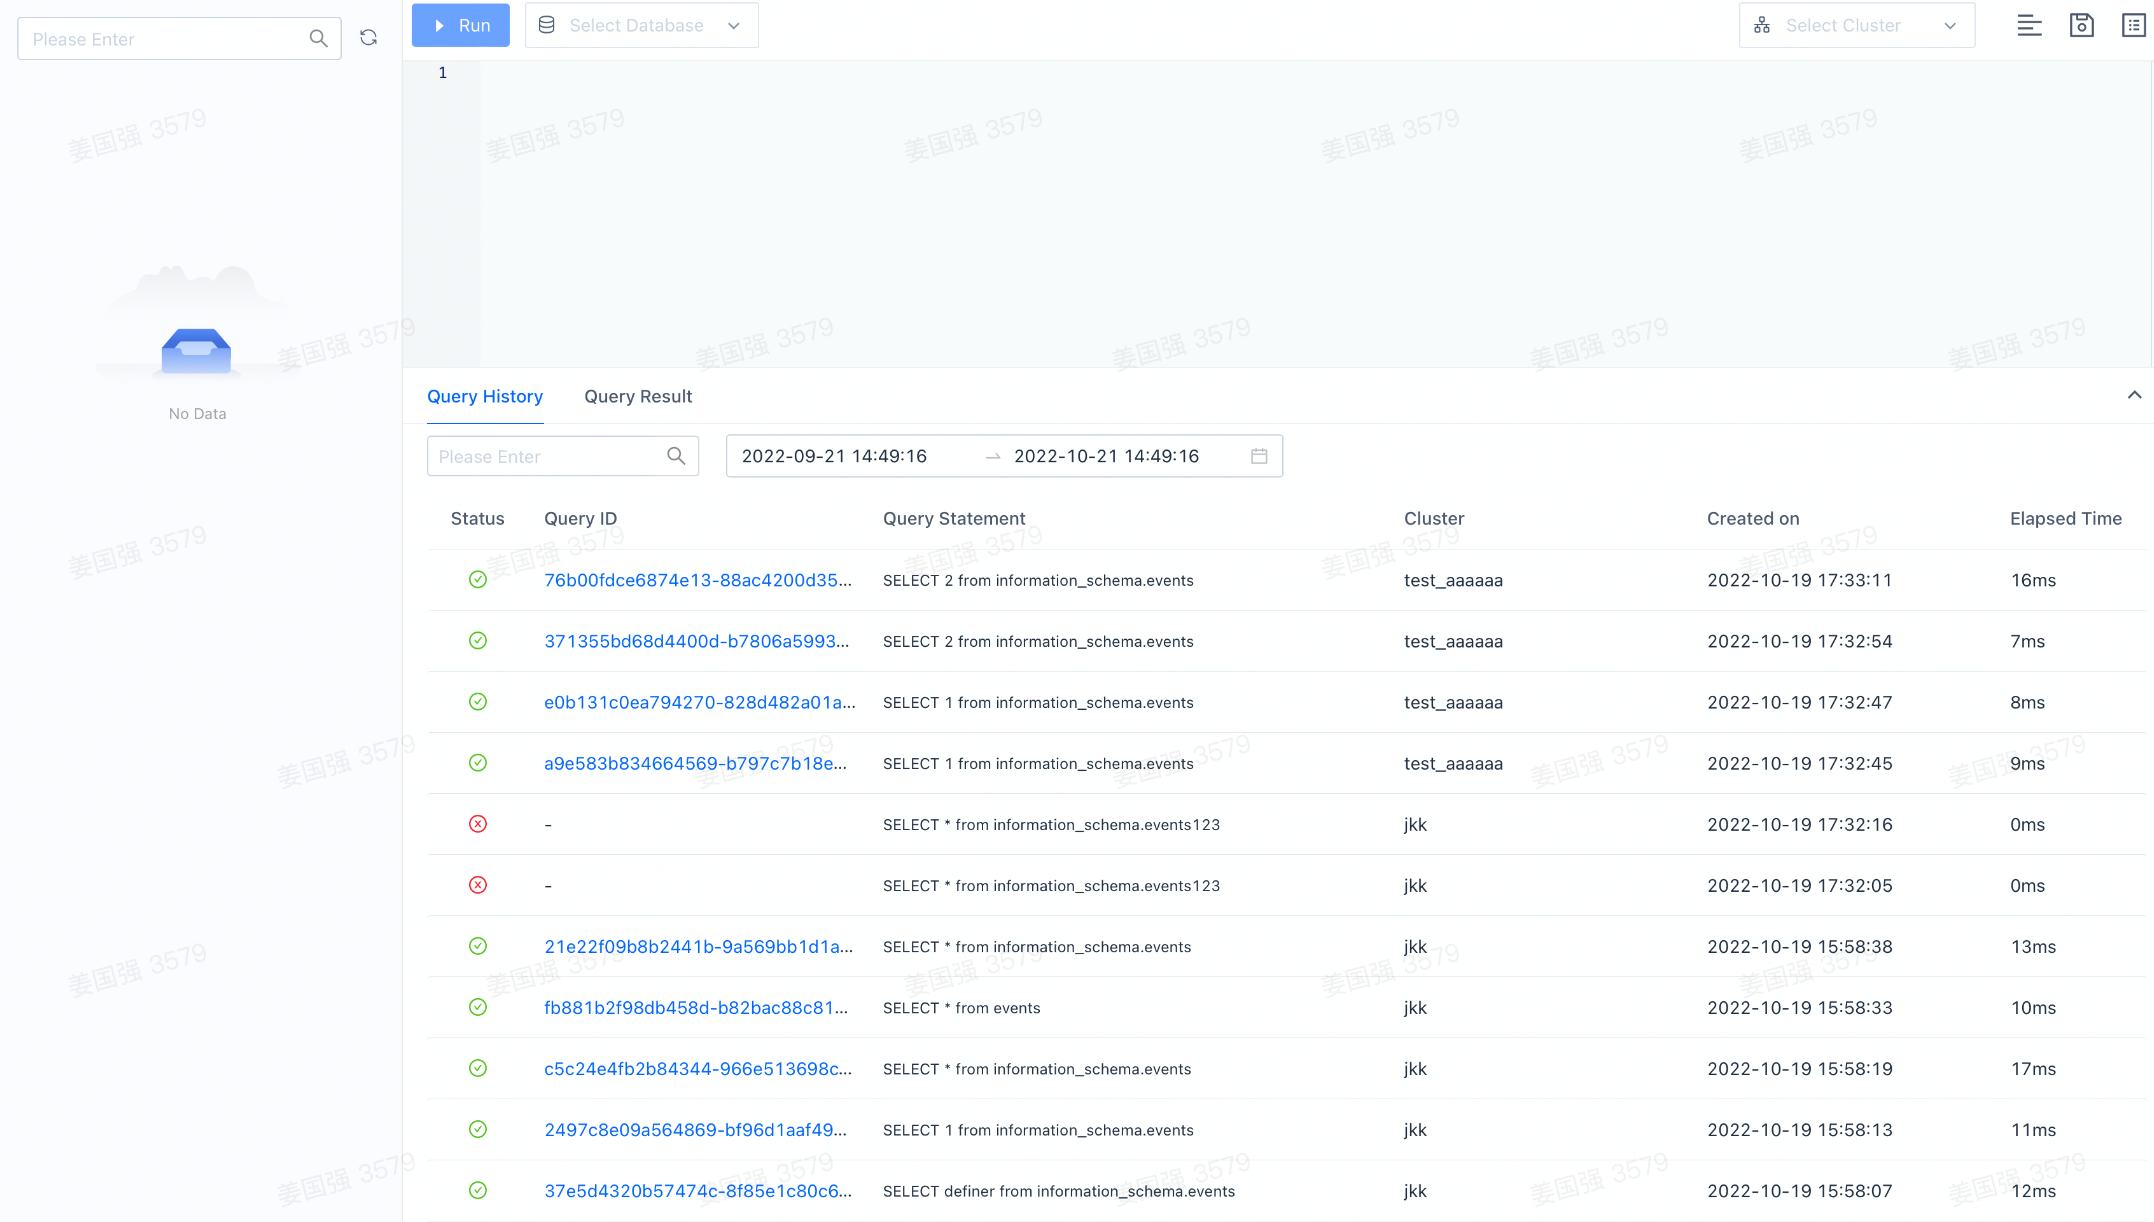 Please Enter
Run
Select Database
Select Cluster
1
No Data
Query History
Query Result
Please Enter
2022-09-21 14:49:16 → 2022-10-21 14:49:16
Status Query ID Query Statement Cluster Created on Elapsed Time
76b00fdce6874e13-88ac4200d35... SELECT 2 from information_schema.events test_aaaaaa 2022-10-19 17:33:11 16ms
371355bd68d4400d-b7806a5993... SELECT 2 from information_schema.events test_aaaaaa 2022-10-19 17:32:54 7ms
e0b131c0ea794270-828d482a01a... SELECT 1 from information_schema.events test_aaaaaa 2022-10-19 17:32:47 8ms
a9e583b834664569-b797c7b18e... SELECT 1 from information_schema.events test_aaaaaa 2022-10-19 17:32:45 9ms
- SELECT * from information_schema.events123 jkk 2022-10-19 17:32:16 0ms
- SELECT * from information_schema.events123 jkk 2022-10-19 17:32:05 0ms
21e22f09b8b2441b-9a569bb1d1a... SELECT * from information_schema.events jkk 2022-10-19 15:58:38 13ms
fb881b2f98db458d-b82bac88c81... SELECT * from events jkk 2022-10-19 15:58:33 10ms
c5c24e4fb2b84344-966e513698c... SELECT * from information_schema.events jkk 2022-10-19 15:58:19 17ms
2497c8e09a564869-bf96d1aaf49... SELECT 1 from information_schema.events jkk 2022-10-19 15:58:13 11ms
37e5d4320b57474c-8f85e1c80c6... SELECT definer from information_schema.events jkk 2022-10-19 15:58:07 12ms
姜国强 3579